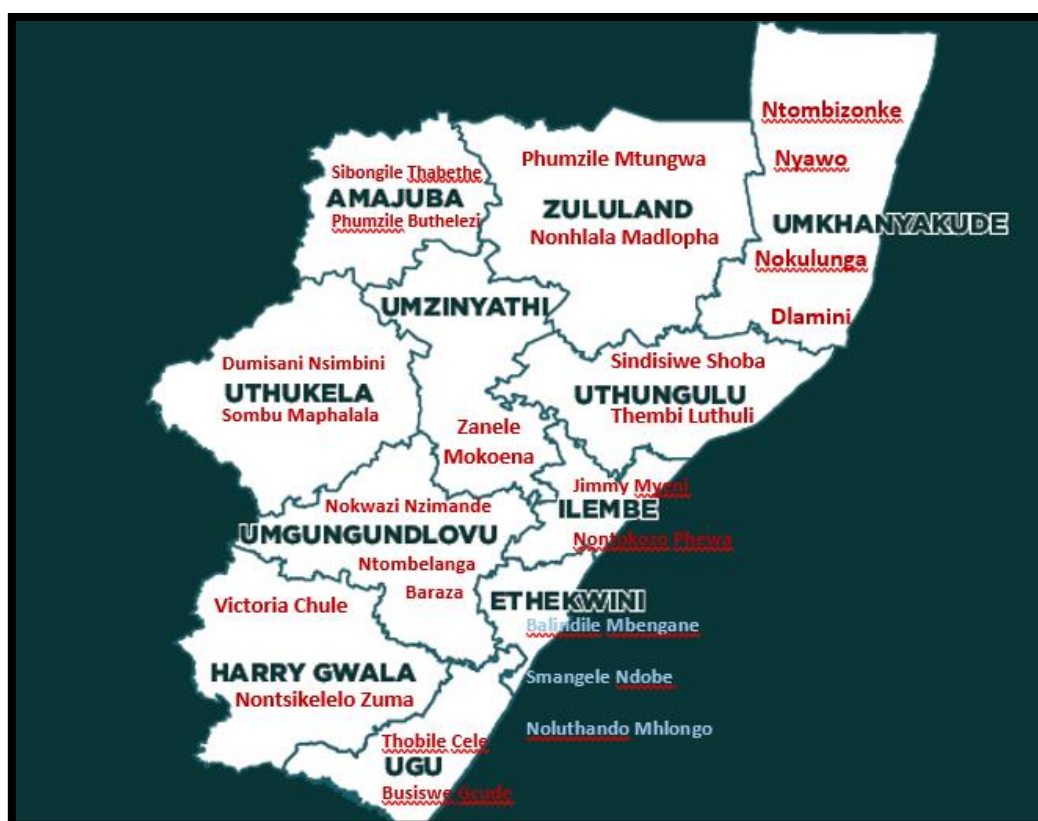 Ntombizonke
Nyawo
Phumzile Mtungwa
Sibongile Thabethe
AMAJUBA
Phumzile Buthelezi
ZULULAND
Nonhlala Madlopha
UMKHANYAKUDE
Nokulunga
Dlamini
UMZINYATHI
Dumisani Nsimbini
UTHUKELA
Sombu Maphalala
Sindisiwe Shoba
UTHUNGULU
Thembi Luthuli
Zanele
Mokoena
Jimmy Myeni
ILEMBE
Nontokozo Phewa
Nokwazi Nzimande
UMGUNGUNDLOVU
Ntombelanga
Baraza
ETHEKWINI
Balindile Mbengane
Smangele Ndobe
Noluthando Mhlongo
Victoria Chule
HARRY GWALA
Nontsikelelo Zuma
Thobile Cele
UGU
Busiswe Gcude